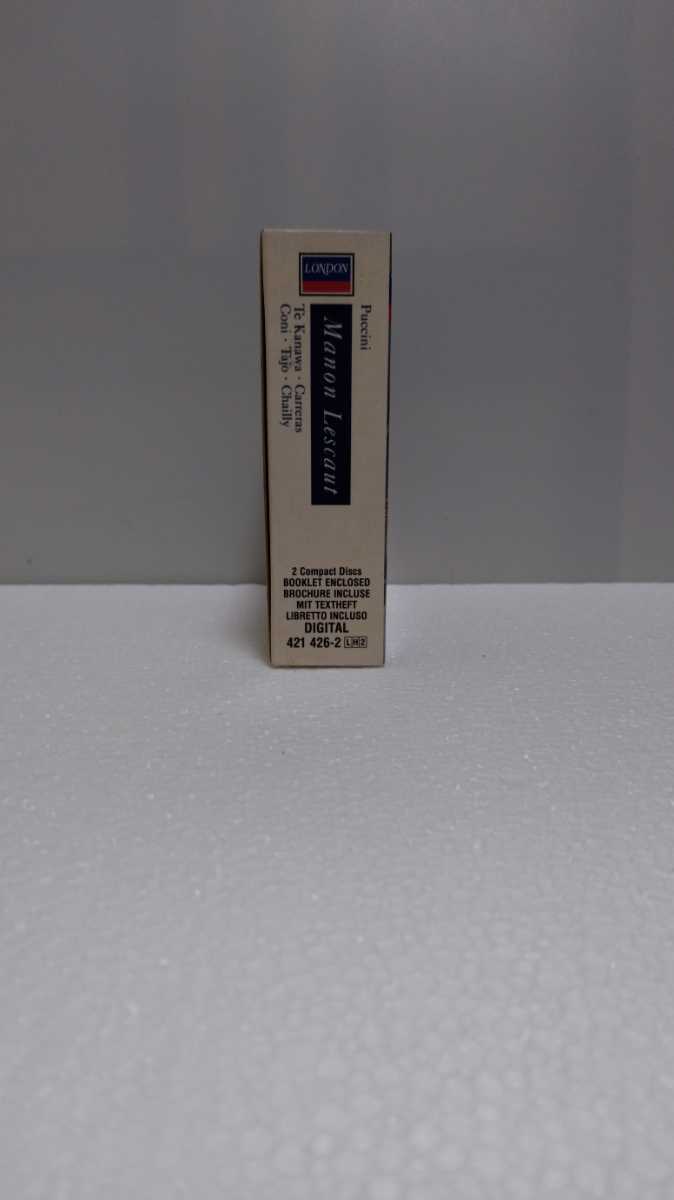 LONDON
Puccini
Manon Lescaut
Te Kanawa · Carreras
Coni · Tajo · Chailly
2 Compact Discs
BOOKLET ENCLOSED
BROCHURE INCLUSE
MIT TEXTHEFT
LIBRETTO INCLUSO
DIGITAL
421 426-2 LH2